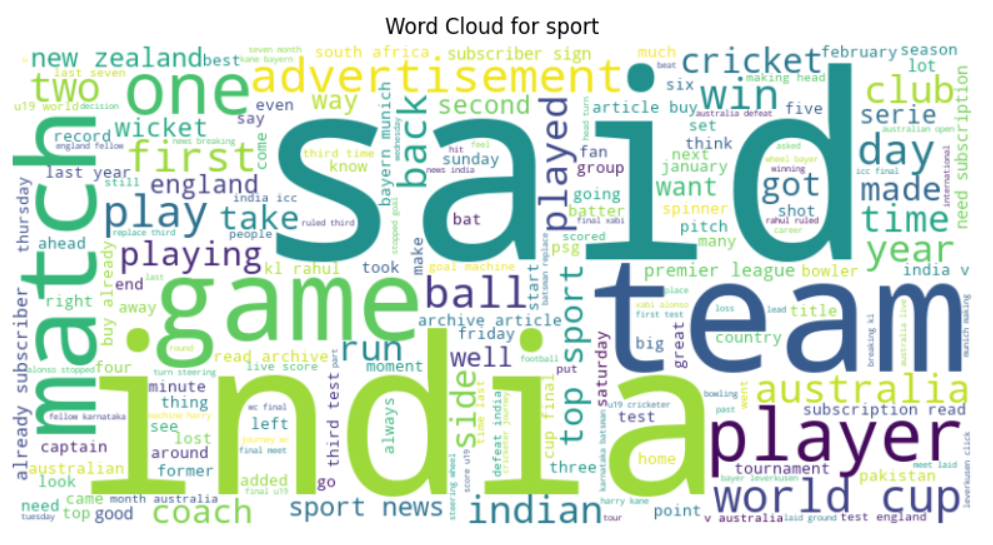 Word Cloud for sport
new zealand
best
seven month
kane bayern
south africa
subscriber sign
much
beat
cricket
february
season
lot
two
last seven
one
advertisement
six
making head
club
u19 world
decision
even
way
bayern munich
wednesday
back
second
played
article buy
win
australia defeat
five
serie
australian open
record
wicket
say
said
hit
feel
news india
fan
set
think
day
need subscription
england fellow
news breaking
come
third time
know
sunday
group
head turn
next
january
asked
wheel bayer
winning
icc final
international
match
last year
first
england
india icc
bat
going
batter
want
got
shot
made
thursday
still
play
take
ruled third
stopped goal
final xabi
spinner
pitch
rahul ruled
career
time
replace third
people
make
scored
psg
many
year
ahead
playing
kl rahul
took
goal machine
batsman replace
start
premier league
bowler
india v
buy already
end
last
right
away
game
ball
top sport
team
place
xabi alonso
first test
loss
lead
title
australia live
breaking kl
munich making
already subscriber
round
archive article
friday
big
great
country
alonso stopped
four
turn steering
read archive
live score
part
run
moment
well
football
put
saturday
india
side
time last
cup final
minute
thing
fellow karnataka
machine harry
see
lost
wc final
journey wc
final meet
left
third test
always
defeat india
cricketer journey
u19 cricketer
test
bowling
past
went
australia
subscription read
captain
around
player
australian
look
former
added
final u19
go
score u19
steering wheel
three
karnataka batsman
home
tournament
bayer leverkusen
pakistan
meet laid
leverkusen click
need
came
month australia
tuesday
top
good
coach
sport news
indian
harry kane
tour
point
world cup
v australia
laid ground
test england